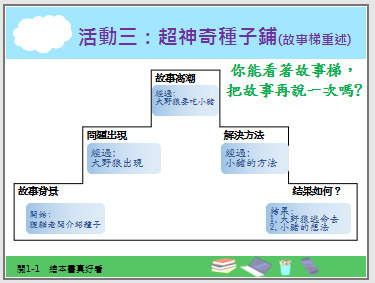 活動三：超神奇種子鋪(故事梯重述)
你能看著故事梯，
把故事再說一次嗎?
故事高潮
經過：
大野狼要吃小豬
問題出現
經過：
大野狼出現
解決方法
經過：
小豬的方法
故事背景
開始：
狸貓老闆介紹種子
結果如何？
結果：
1. 大野狼逃命去
2. 小豬的想法
閱1-1 繪本書真好看